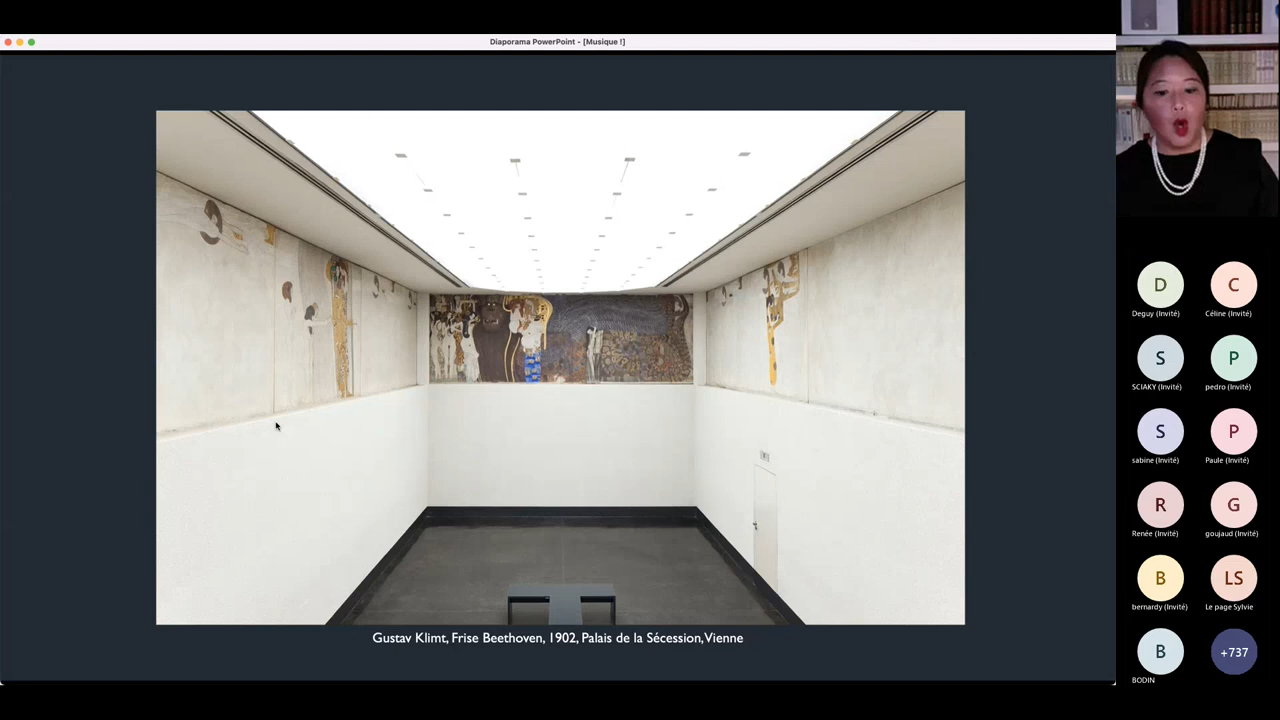 Diaporama PowerPoint - [Musique !]
Gustav Klimt, Frise Beethoven, 1902, Palais de la Sécession, Vienne
D
Deguy (Invité)
C
Céline (Invité)
S
SCIAKY (Invité)
P
pedro (Invité)
S
sabine (Invité)
P
Paule (Invité)
R
Renée (Invité)
G
goujaud (Invité)
B
bernardy (Invité)
LS
Le page Sylvie
B
BODIN
+737